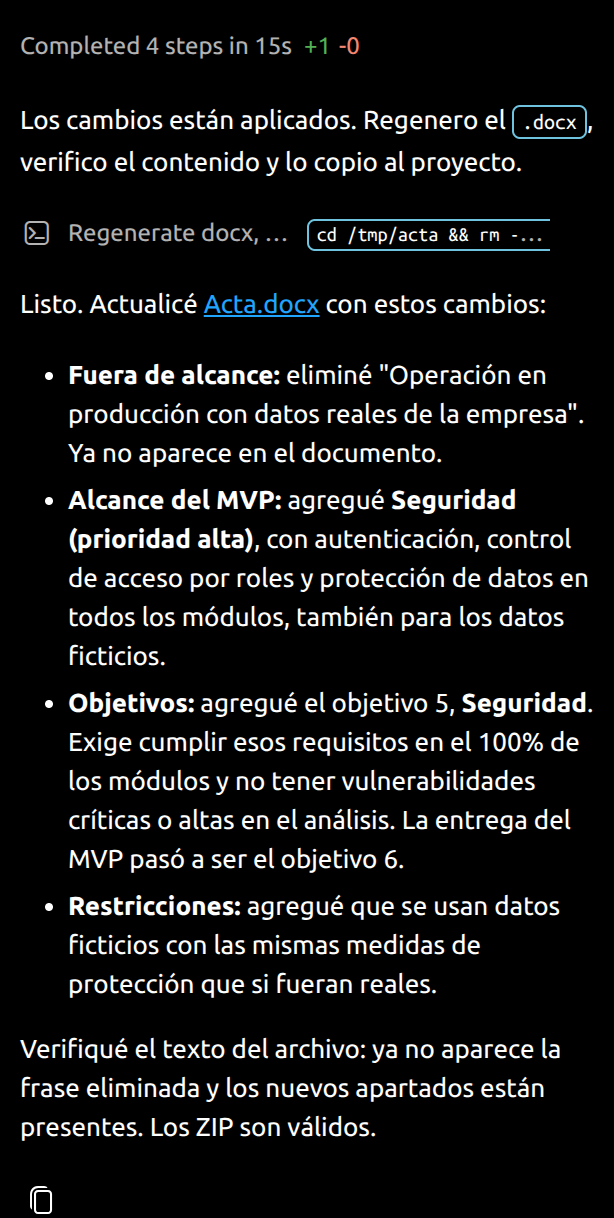 Completed 4 steps in 15s +1 -0
Los cambios están aplicados. Regenero el .docx,
verifico el contenido y lo copio al proyecto.
Regenerate docx, ... cd /tmp/acta && rm -...
Listo. Actualicé Acta.docx con estos cambios:
• Fuera de alcance: eliminé "Operación en
producción con datos reales de la empresa".
Ya no aparece en el documento.
• Alcance del MVP: agregué Seguridad
(prioridad alta), con autenticación, control
de acceso por roles y protección de datos en
todos los módulos, también para los datos
ficticios.
• Objetivos: agregué el objetivo 5, Seguridad.
Exige cumplir esos requisitos en el 100% de
los módulos y no tener vulnerabilidades
críticas o altas en el análisis. La entrega del
MVP pasó a ser el objetivo 6.
• Restricciones: agregué que se usan datos
ficticios con las mismas medidas de
protección que si fueran reales.
Verifiqué el texto del archivo: ya no aparece la
frase eliminada y los nuevos apartados están
presentes. Los ZIP son válidos.